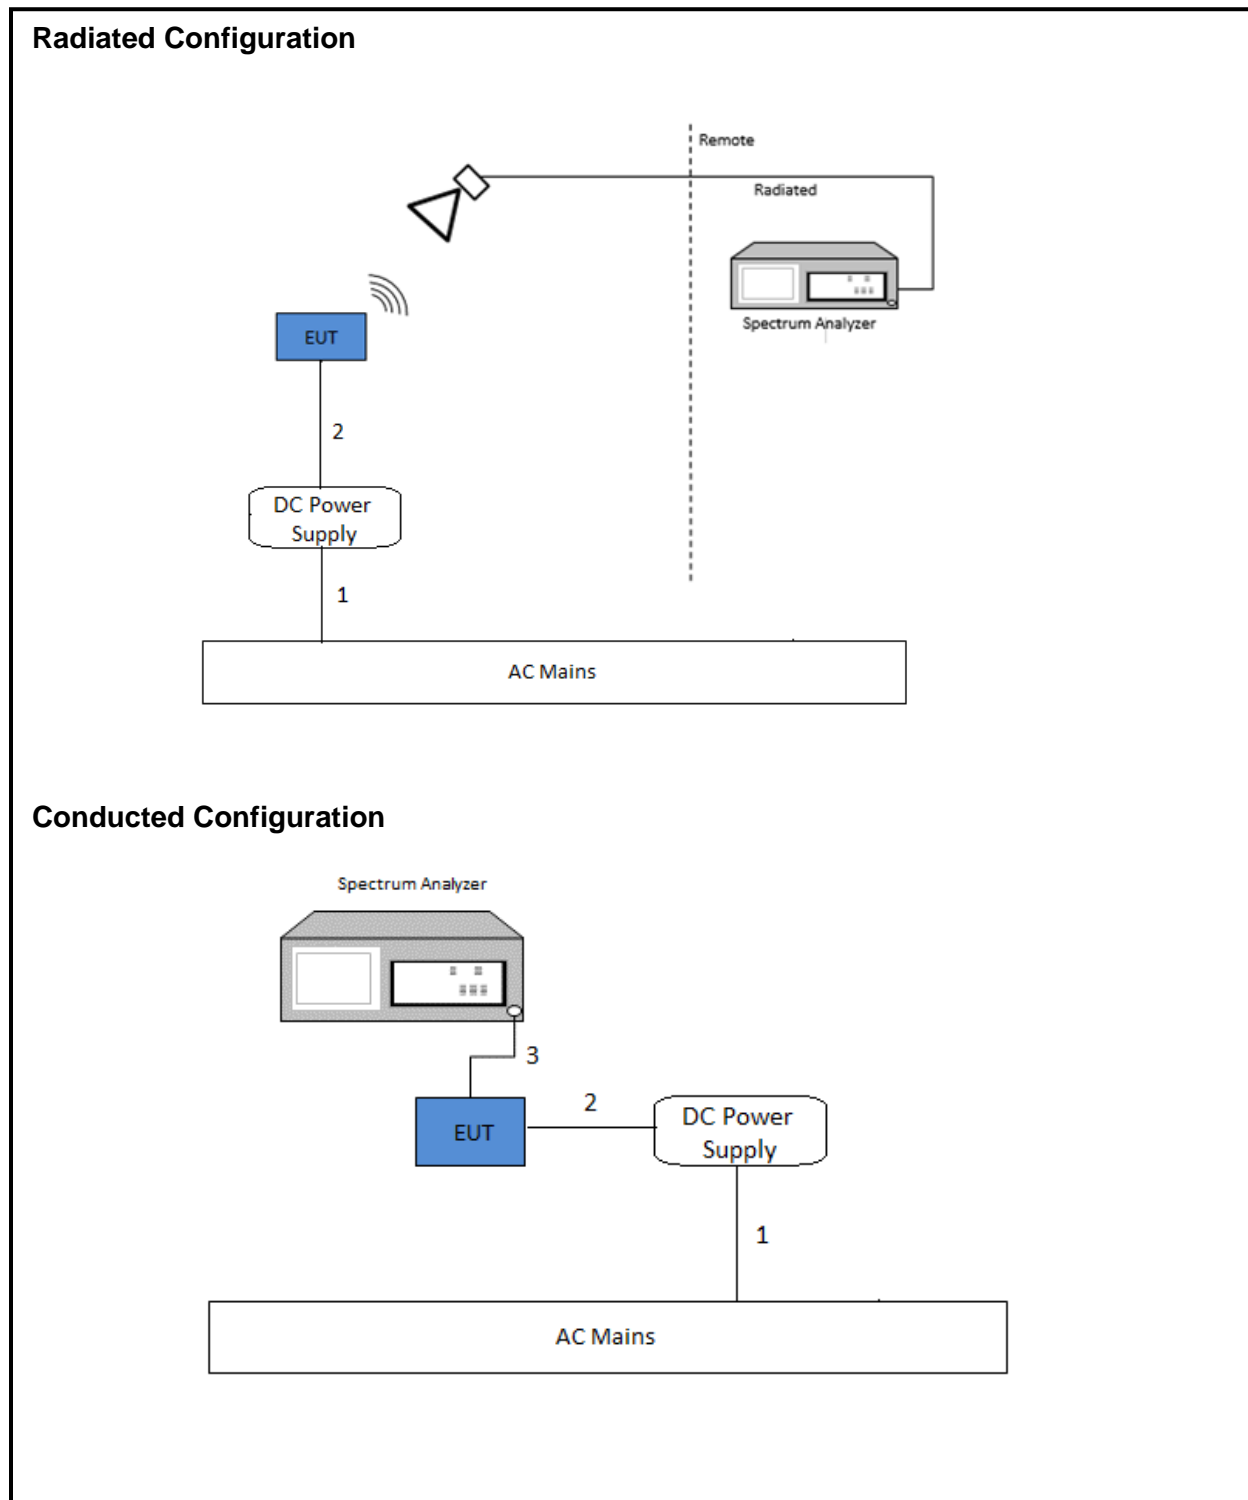 Radiated Configuration
Remote
Radiated
Spectrum Analyzer
EUT
2
DC Power
Supply
1
AC Mains
Conducted Configuration
Spectrum Analyzer
3
EUT
2
DC Power
Supply
1
AC Mains